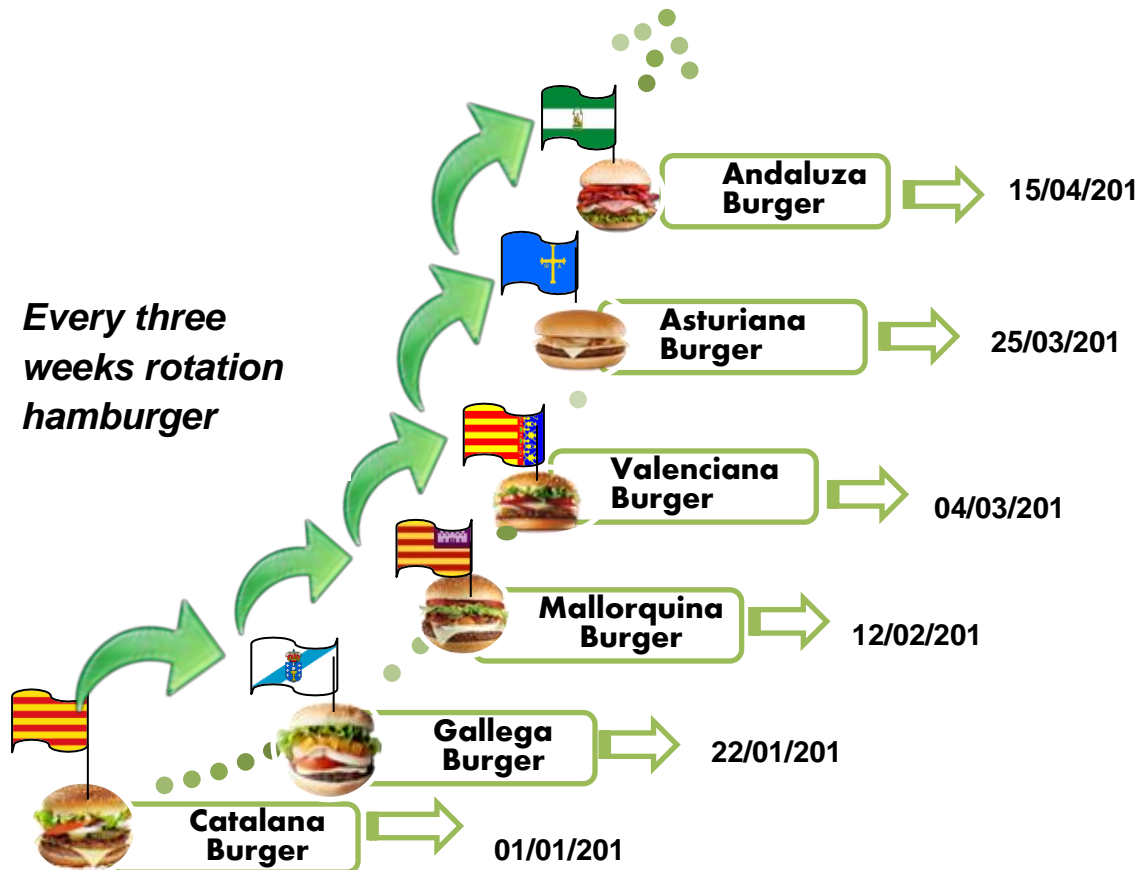 Andaluza
Burger
15/04/201
Every three
weeks rotation
hamburger
Asturiana
Burger
25/03/201
Valenciana
Burger
04/03/201
Mallorquina
Burger
12/02/201
Gallega
Burger
22/01/201
Catalana
Burger
01/01/201